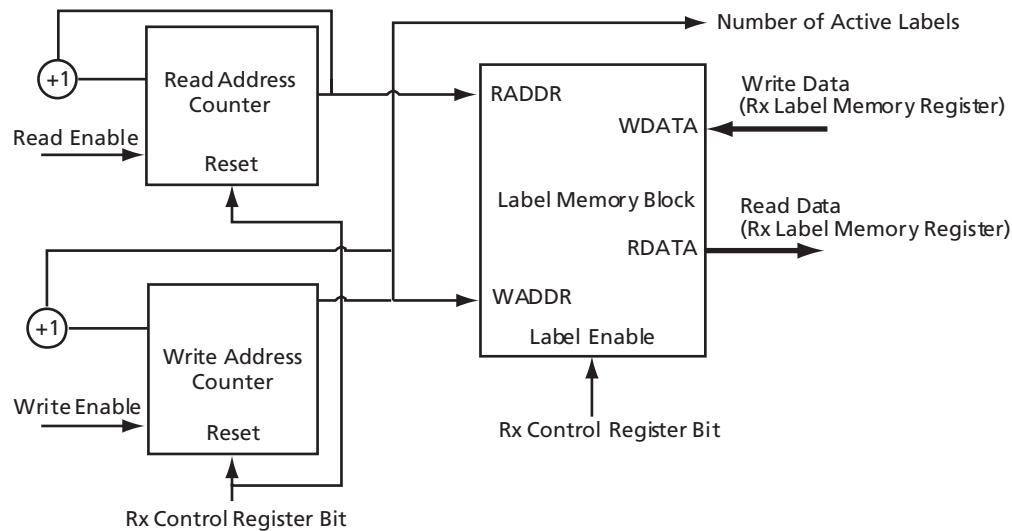 Number of Active Labels
+1
Read Address
Counter
Read Enable
Reset
RADDR
Write Data
(Rx Label Memory Register)
WDATA
Label Memory Block
Read Data
(Rx Label Memory Register)
RDATA
+1
Write Address
Counter
Write Enable
Reset
WADDR
Label Enable
Rx Control Register Bit
Rx Control Register Bit